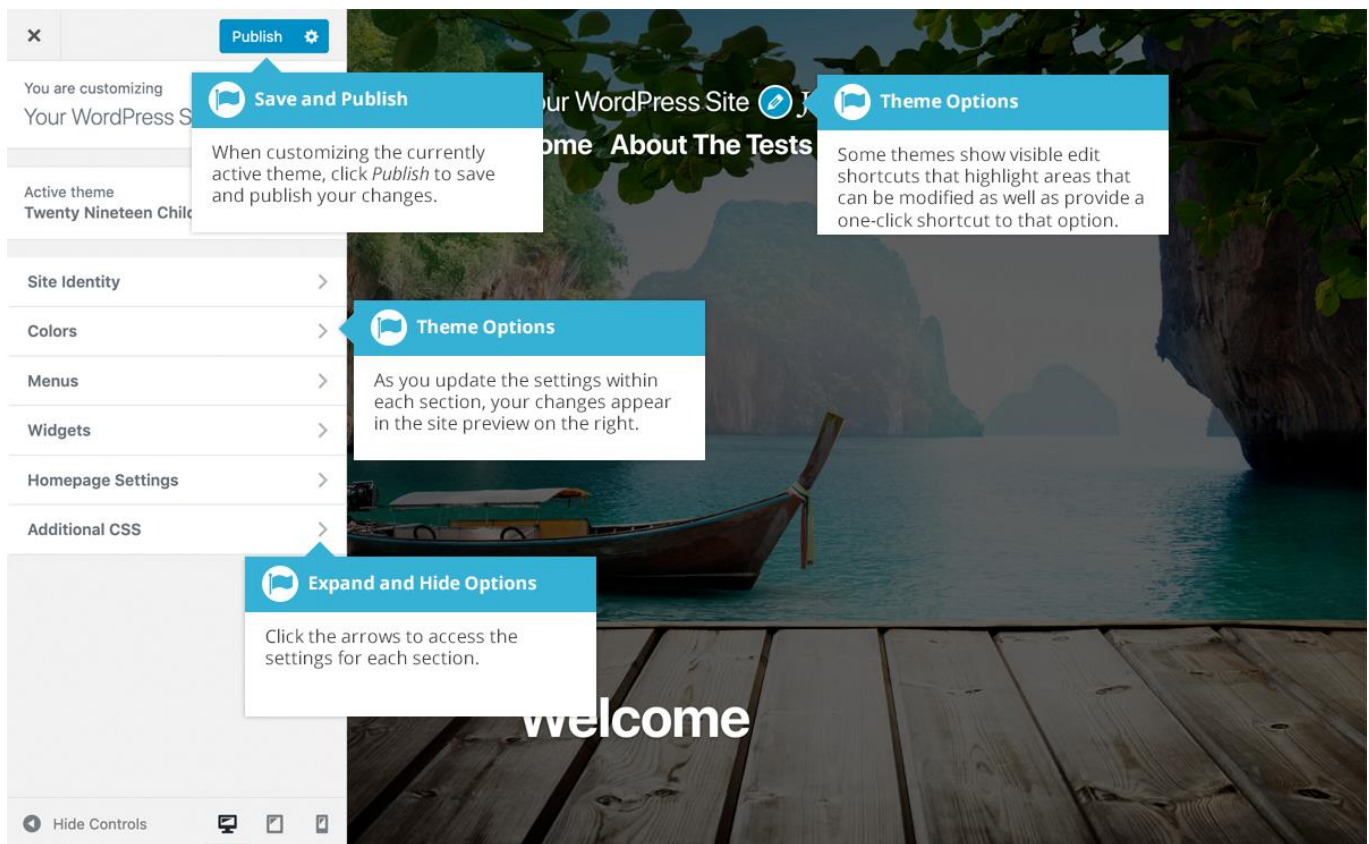 Publish
You are customizing
Your WordPress S
Active theme
Twenty Nineteen Chil
Save and Publish
When customizing the currently
active theme, click Publish to save
and publish your changes.
Site Identity
Colors
Menus
Widgets
Homepage Settings
Additional CSS
Theme Options
As you update the settings within
each section, your changes appear
in the site preview on the right.
Expand and Hide Options
Click the arrows to access the
settings for each section.
Hide Controls
ur WordPress Site J
ome About The Tests
Theme Options
Some themes show visible edit
shortcuts that highlight areas that
can be modified as well as provide a
one-click shortcut to that option.
Welcome